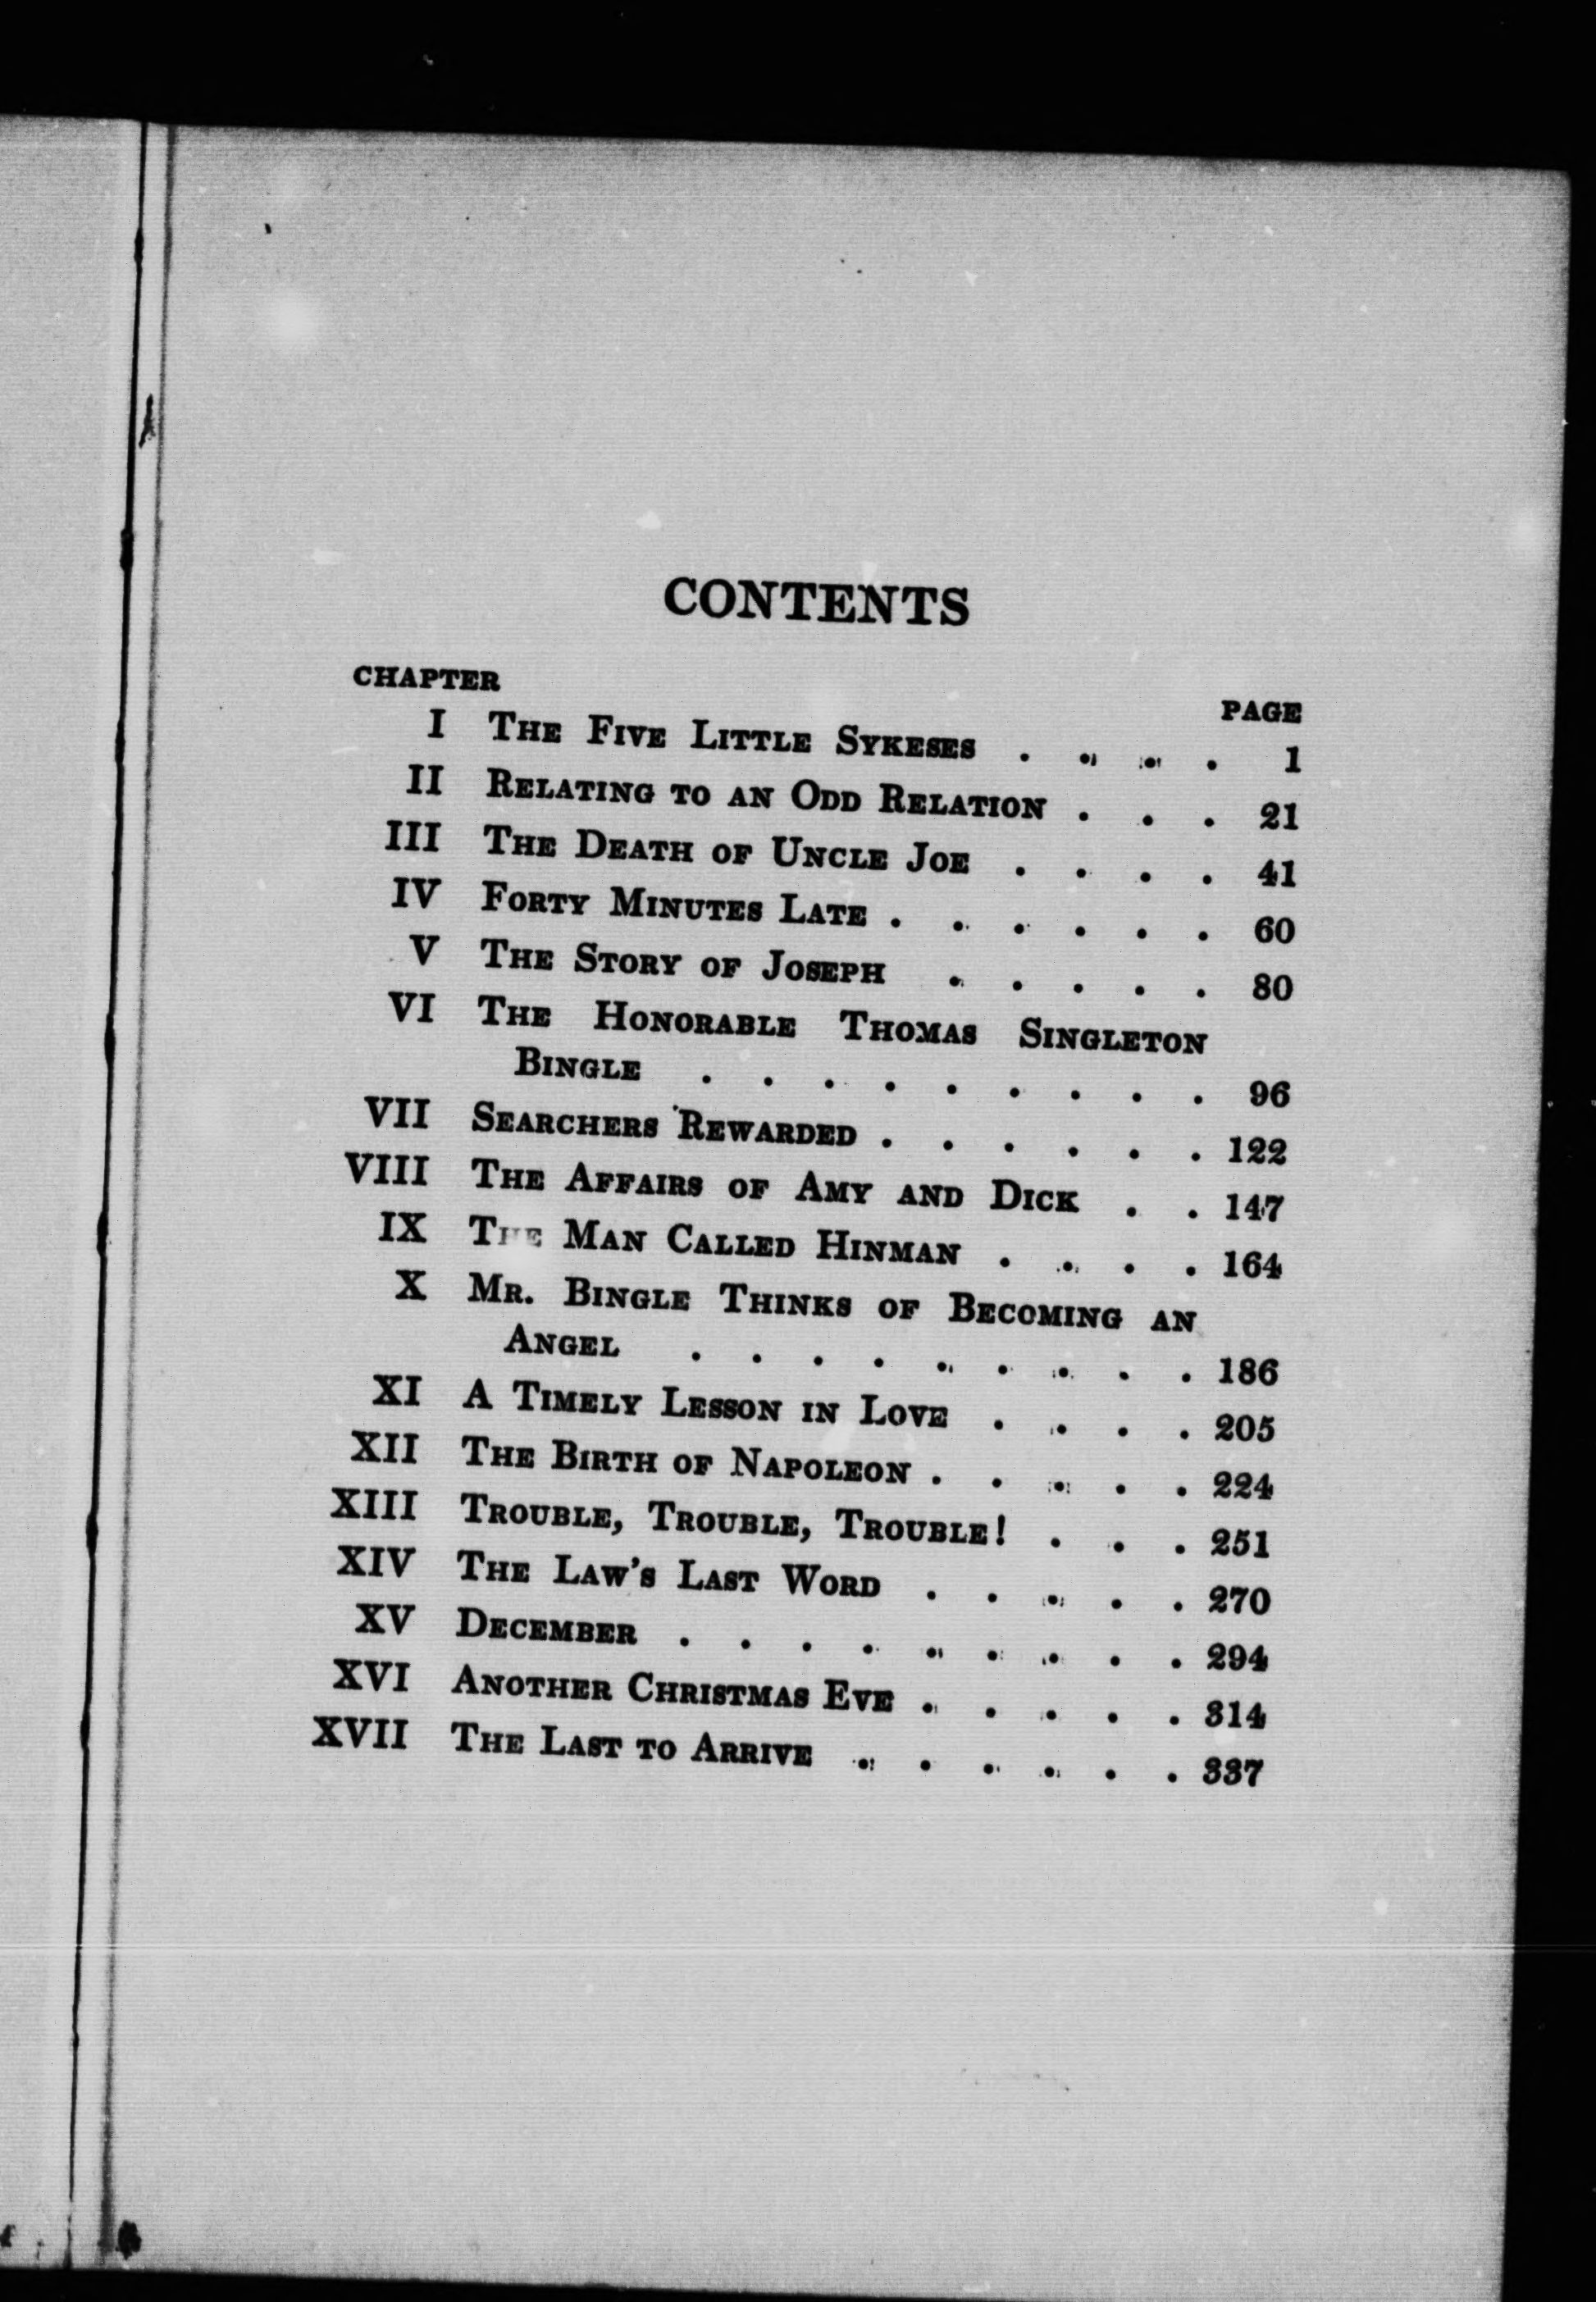 CONTENTS
CHAPTER PAGE
I THE FIVE LITTLE SYKESES . . . . 1
II RELATING TO AN ODD RELATION . . . 21
III THE DEATH OF UNCLE JOE . . . . 41
IV FORTY MINUTES LATE . . . . . . 60
V THE STORY OF JOSEPH . . . . . 80
VI THE HONORABLE THOMAS SINGLETON
BINGLE . . . . . . . . . 96
VII SEARCHERS REWARDED . . . . . . 122
VIII THE AFFAIRS OF AMY AND DICK . . 147
IX THE MAN CALLED HINMAN . . . . 164
X MR. BINGLE THINKS OF BECOMING AN
ANGEL . . . . . . . . . 186
XI A TIMELY LESSON IN LOVE . . . . 205
XII THE BIRTH OF NAPOLEON . . . . . 224
XIII TROUBLE, TROUBLE, TROUBLE! . . . 251
XIV THE LAW'S LAST WORD . . . . . 270
XV DECEMBER . . . . . . . . . 294
XVI ANOTHER CHRISTMAS EVE . . . . . 314
XVII THE LAST TO ARRIVE . . . . . . 337